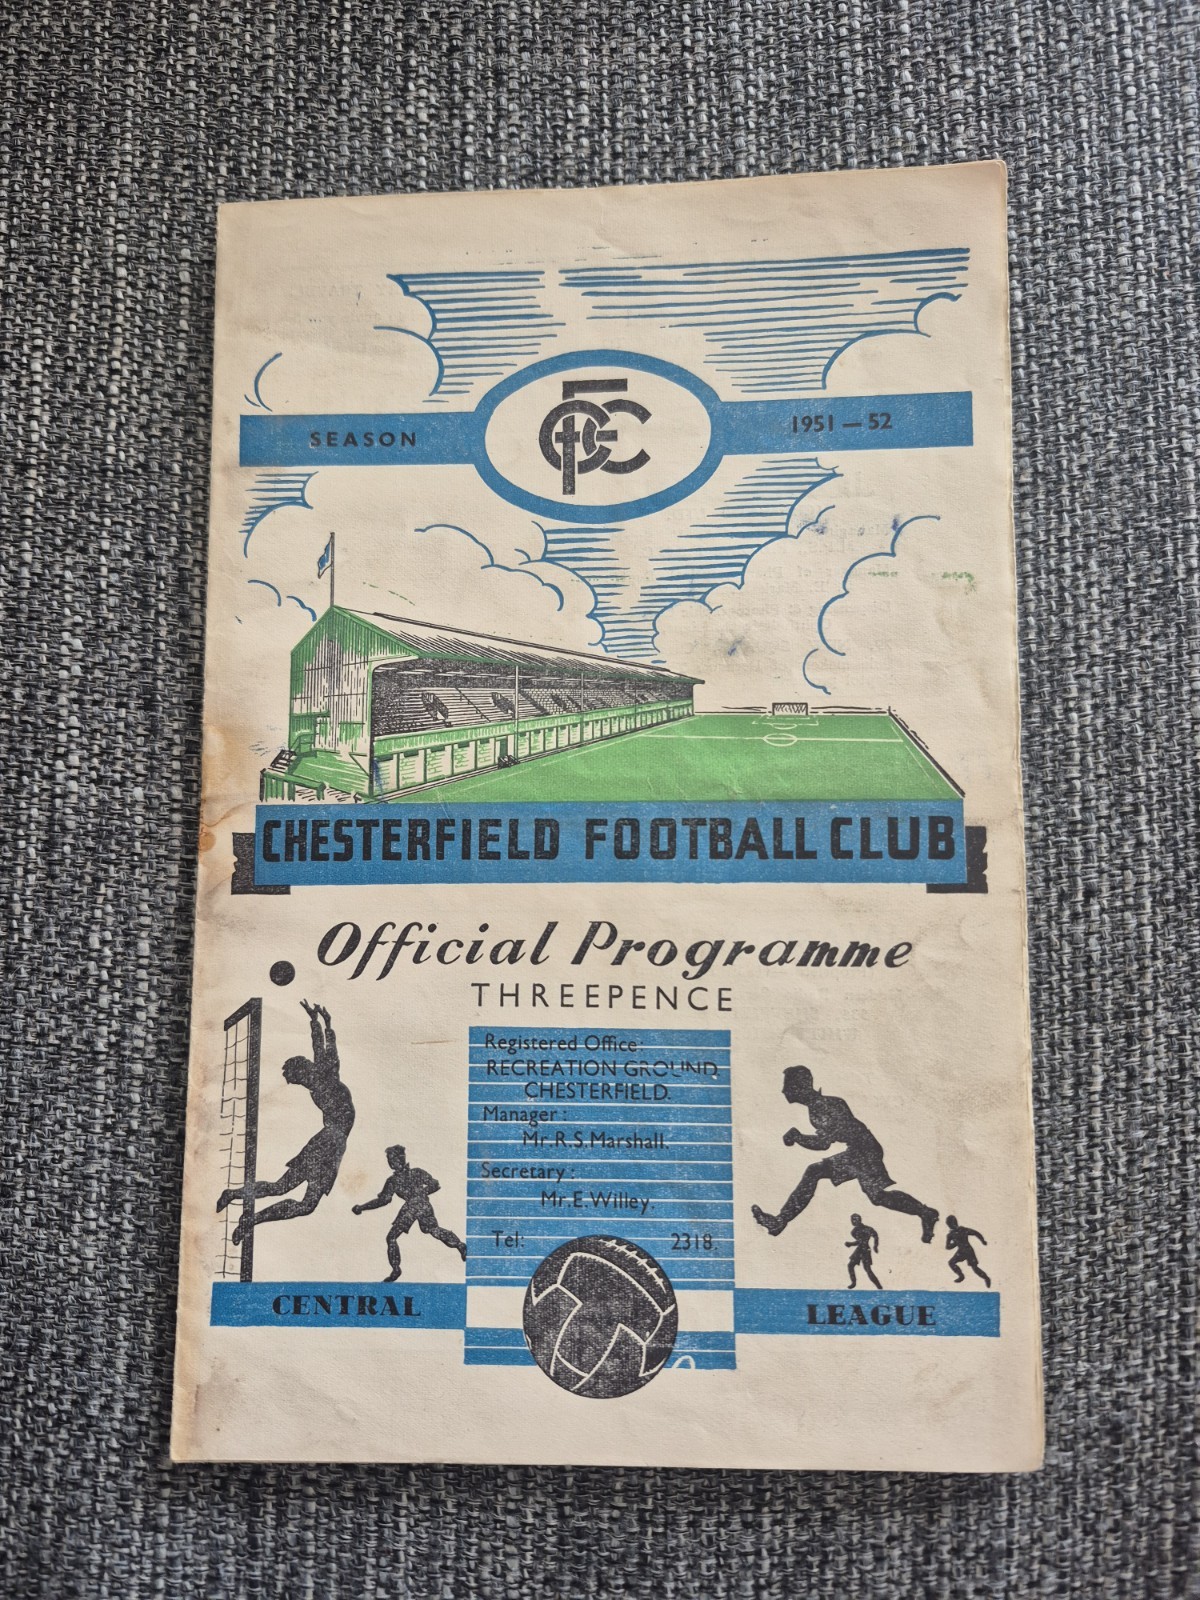 SEASON
CFC
1951 — 52
CHESTERFIELD FOOTBALL CLUB
Official Programme
THREEPENCE
Registered Office:
RECREATION GROUND,
CHESTERFIELD.
Manager:
Mr. R. S. Marshall.
Secretary:
Mr. E. Willey.
Tel: 2318.
CENTRAL
LEAGUE